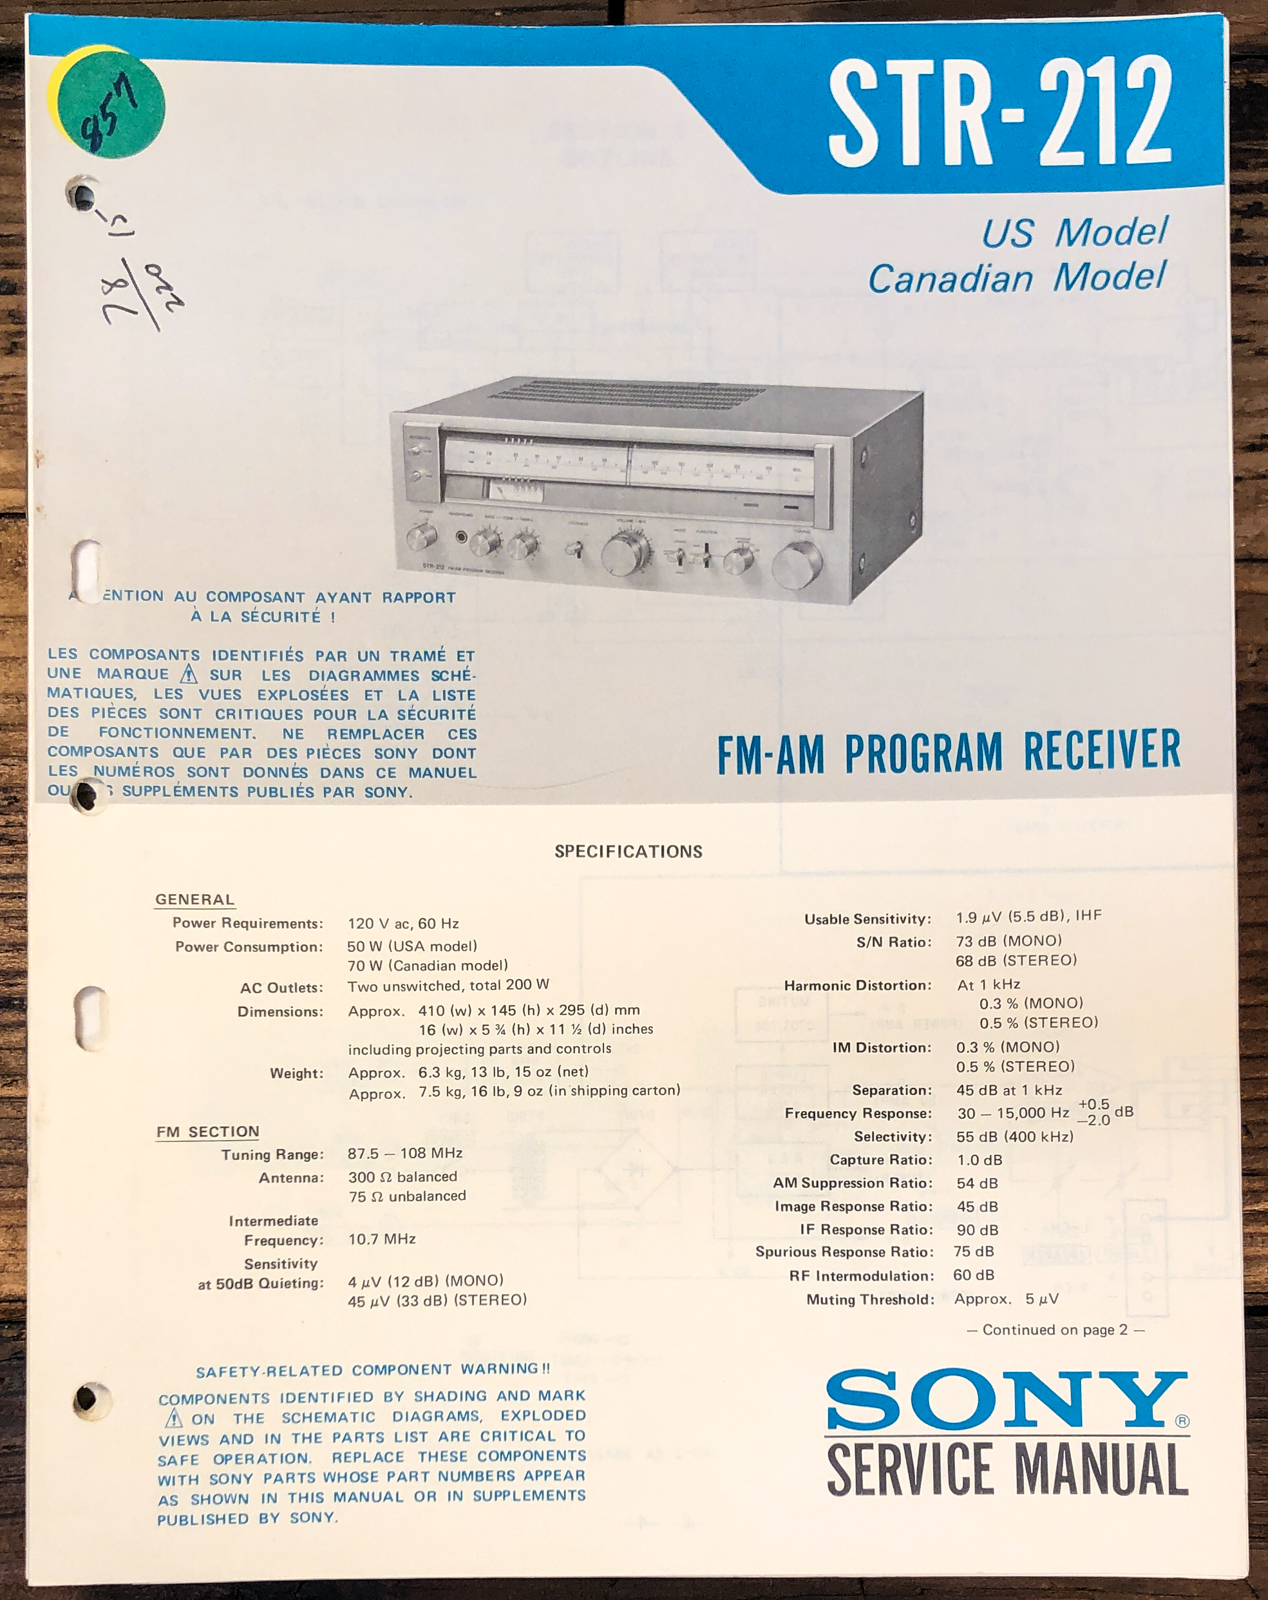 STR-212
857
US Model
Canadian Model
15
220
78
STR-212 FM-AM PROGRAM RECEIVER
ENTION AU COMPOSANT AYANT RAPPORT
À LA SÉCURITÉ !
LES COMPOSANTS IDENTIFIÉS PAR UN TRAMÉ ET
UNE MARQUE ⚠ SUR LES DIAGRAMMES SCHÉ-
MATIQUES, LES VUES EXPLOSÉES ET LA LISTE
DES PIÈCES SONT CRITIQUES POUR LA SÉCURITÉ
DE FONCTIONNEMENT. NE REMPLACER CES
COMPOSANTS QUE PAR DES PIÈCES SONY DONT
LES NUMÉROS SONT DONNÉS DANS CE MANUEL
OU SUPPLÉMENTS PUBLIÉS PAR SONY.
FM-AM PROGRAM RECEIVER
SPECIFICATIONS
GENERAL
Power Requirements: 120 V ac, 60 Hz
Power Consumption: 50 W (USA model)
70 W (Canadian model)
AC Outlets: Two unswitched, total 200 W
Dimensions: Approx. 410 (w) x 145 (h) x 295 (d) mm
16 (w) x 5 ¾ (h) x 11 ½ (d) inches
including projecting parts and controls
Weight: Approx. 6.3 kg, 13 lb, 15 oz (net)
Approx. 7.5 kg, 16 lb, 9 oz (in shipping carton)
FM SECTION
Tuning Range: 87.5 – 108 MHz
Antenna: 300 Ω balanced
75 Ω unbalanced
Intermediate
Frequency: 10.7 MHz
Sensitivity
at 50dB Quieting: 4 µV (12 dB) (MONO)
45 µV (33 dB) (STEREO)
Usable Sensitivity: 1.9 µV (5.5 dB), IHF
S/N Ratio: 73 dB (MONO)
68 dB (STEREO)
Harmonic Distortion: At 1 kHz
0.3 % (MONO)
0.5 % (STEREO)
IM Distortion: 0.3 % (MONO)
0.5 % (STEREO)
Separation: 45 dB at 1 kHz
Frequency Response: 30 – 15,000 Hz +0.5 –2.0 dB
Selectivity: 55 dB (400 kHz)
Capture Ratio: 1.0 dB
AM Suppression Ratio: 54 dB
Image Response Ratio: 45 dB
IF Response Ratio: 90 dB
Spurious Response Ratio: 75 dB
RF Intermodulation: 60 dB
Muting Threshold: Approx. 5 µV
– Continued on page 2 –
SAFETY-RELATED COMPONENT WARNING!!
COMPONENTS IDENTIFIED BY SHADING AND MARK
⚠ ON THE SCHEMATIC DIAGRAMS, EXPLODED
VIEWS AND IN THE PARTS LIST ARE CRITICAL TO
SAFE OPERATION. REPLACE THESE COMPONENTS
WITH SONY PARTS WHOSE PART NUMBERS APPEAR
AS SHOWN IN THIS MANUAL OR IN SUPPLEMENTS
PUBLISHED BY SONY.
SONY®
SERVICE MANUAL